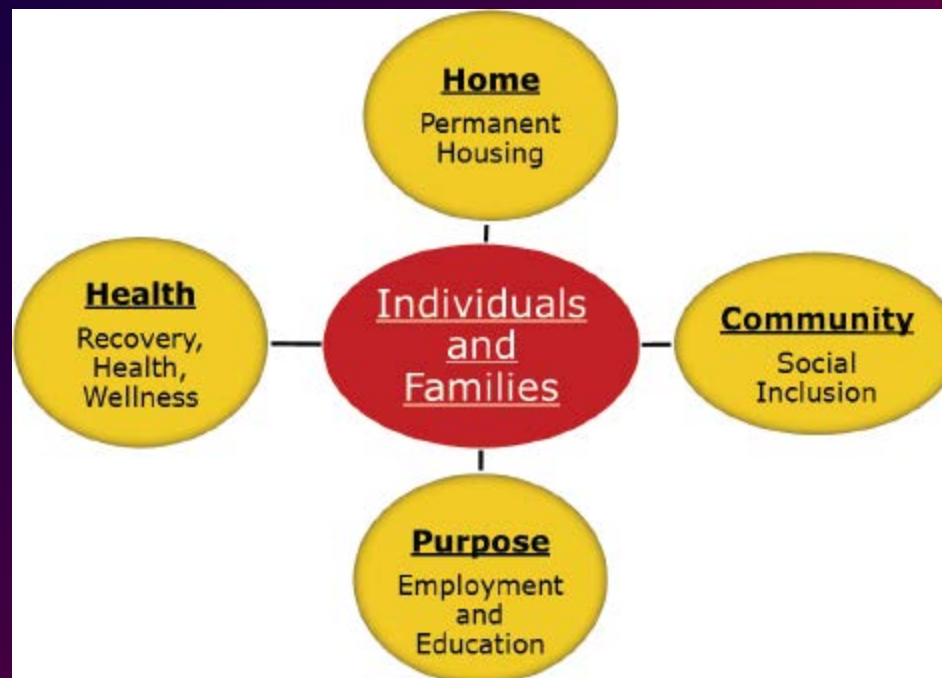 Home
Permanent
Housing
Health
Recovery,
Health,
Wellness
Individuals
and
Families
Community
Social
Inclusion
Purpose
Employment
and
Education